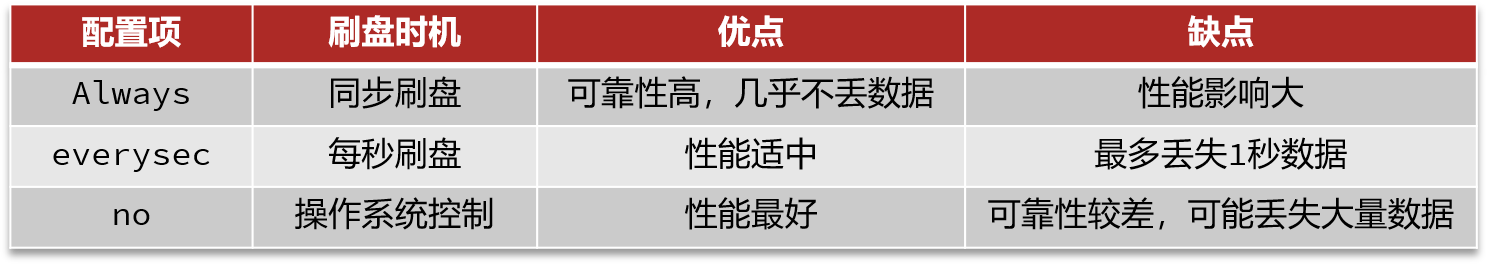 配置项 刷盘时机 优点 缺点
Always 同步刷盘 可靠性高，几乎不丢数据 性能影响大
everysec 每秒刷盘 性能适中 最多丢失1秒数据
no 操作系统控制 性能最好 可靠性较差，可能丢失大量数据